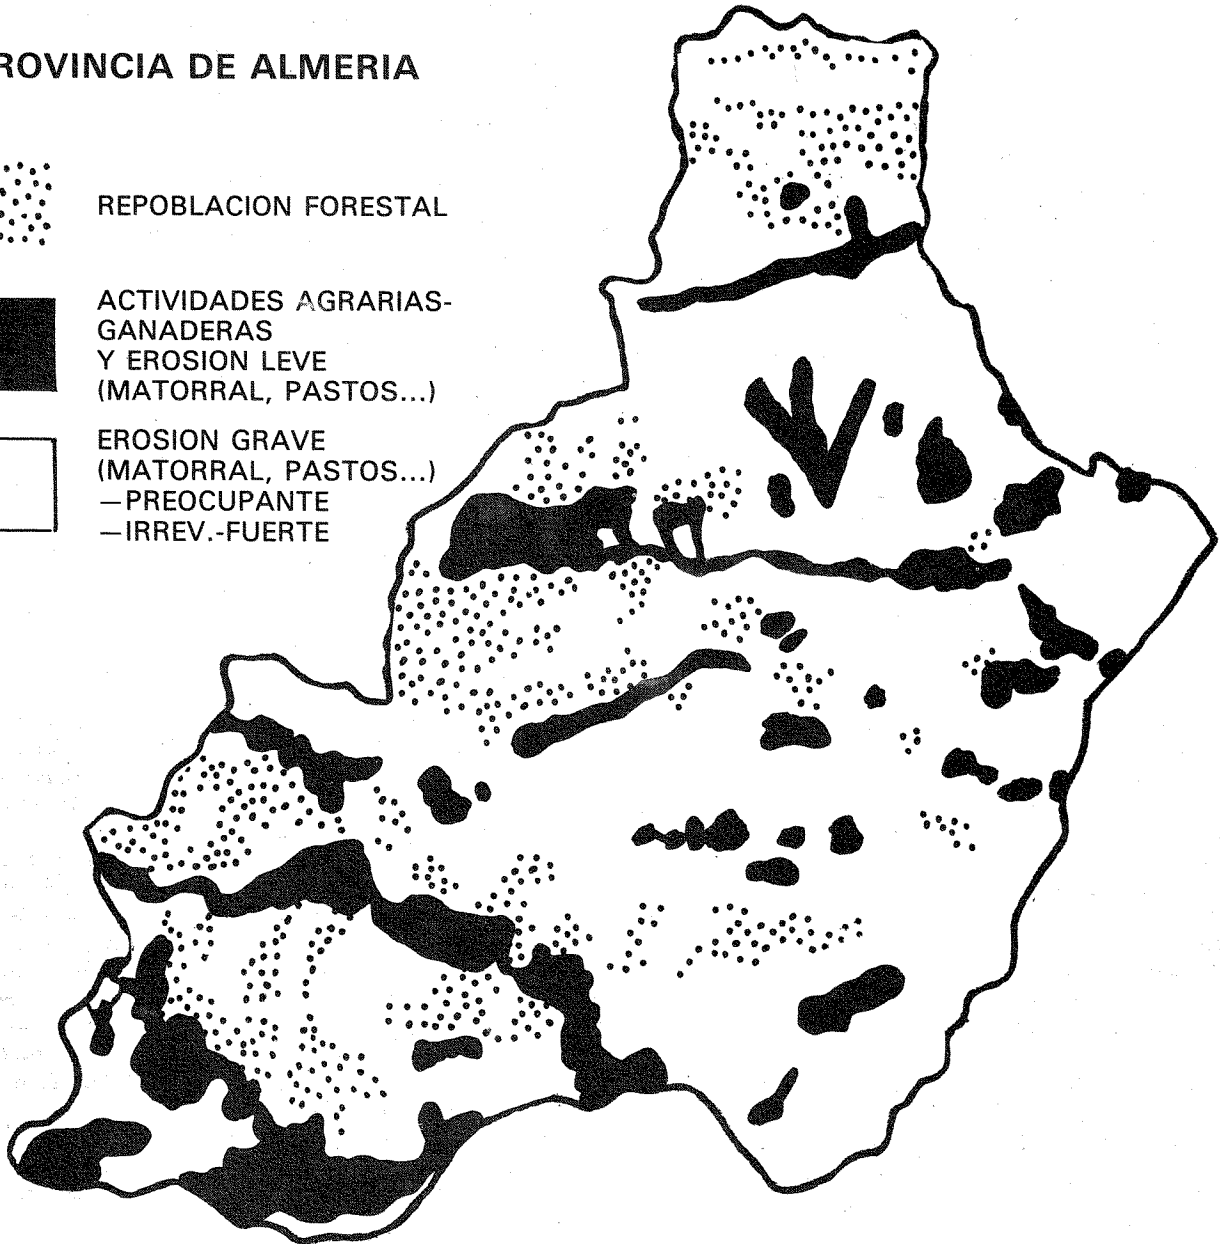 ROVINCIA DE ALMERIA
REPOBLACION FORESTAL
ACTIVIDADES AGRARIAS-
GANADERAS
Y EROSION LEVE
(MATORRAL, PASTOS...)
EROSION GRAVE
(MATORRAL, PASTOS...)
—PREOCUPANTE
—IRREV.-FUERTE